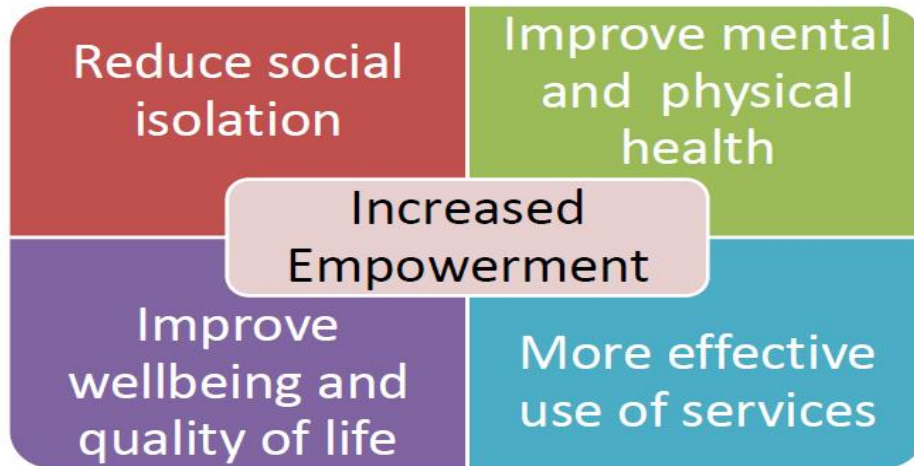 Reduce social
isolation
Improve mental
and physical
health
Increased
Empowerment
Improve
wellbeing and
quality of life
More effective
use of services